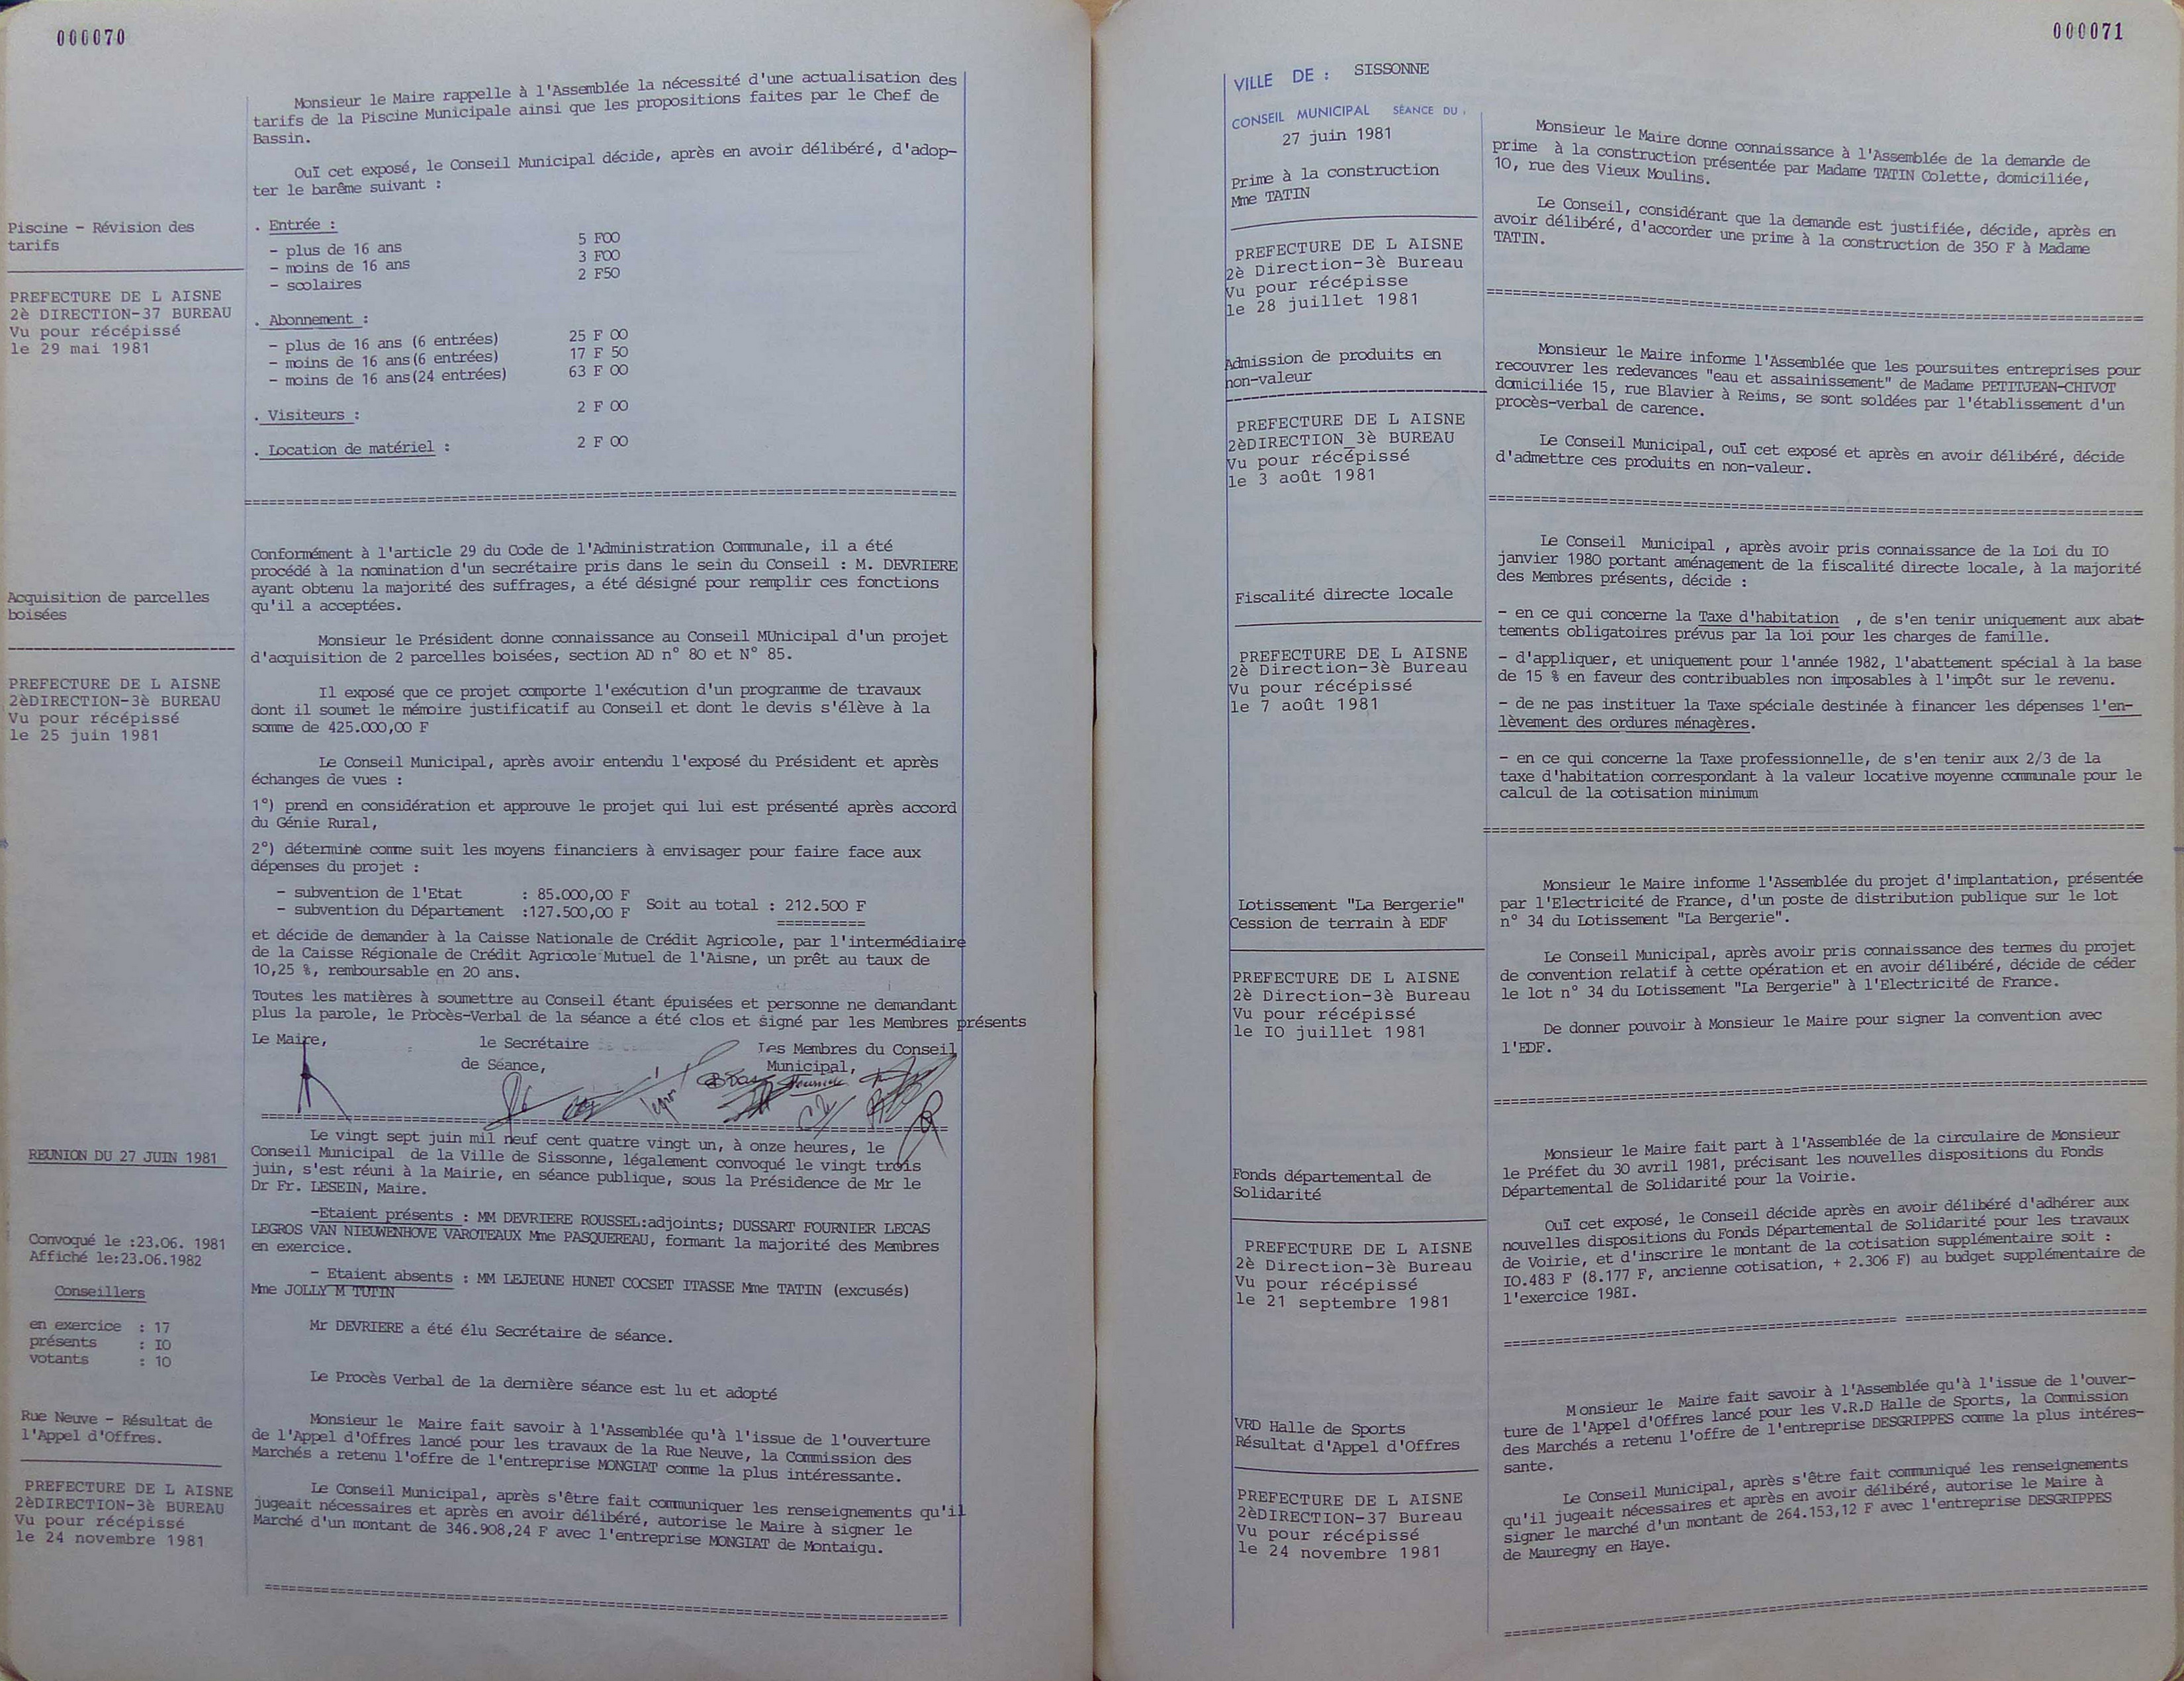 000070
Monsieur le Maire rappelle à l'Assemblée la nécessité d'une actualisation des
tarifs de la Piscine Municipale ainsi que les propositions faites par le Chef de
Bassin.
Ouï cet exposé, le Conseil Municipal décide, après en avoir délibéré, d'adop-
ter le barême suivant :
Piscine - Révision des
tarifs
PREFECTURE DE L AISNE
2è DIRECTION-37 BUREAU
Vu pour récépissé
le 29 mai 1981
. Entrée :
- plus de 16 ans 5 F00
- moins de 16 ans 3 F00
- scolaires 2 F50
. Abonnement :
- plus de 16 ans (6 entrées) 25 F 00
- moins de 16 ans(6 entrées) 17 F 50
- moins de 16 ans(24 entrées) 63 F 00
. Visiteurs : 2 F 00
. Location de matériel : 2 F 00
Acquisition de parcelles
boisées
PREFECTURE DE L AISNE
2èDIRECTION-3è BUREAU
Vu pour récépissé
le 25 juin 1981
Conformément à l'article 29 du Code de l'Administration Communale, il a été
procédé à la nomination d'un secrétaire pris dans le sein du Conseil : M. DEVRIERE
ayant obtenu la majorité des suffrages, a été désigné pour remplir ces fonctions
qu'il a acceptées.
Monsieur le Président donne connaissance au Conseil MUnicipal d'un projet
d'acquisition de 2 parcelles boisées, section AD n° 80 et N° 85.
Il exposé que ce projet comporte l'exécution d'un programme de travaux
dont il soumet le mémoire justificatif au Conseil et dont le devis s'élève à la
somme de 425.000,00 F
Le Conseil Municipal, après avoir entendu l'exposé du Président et après
échanges de vues :
1°) prend en considération et approuve le projet qui lui est présenté après accord
du Génie Rural,
2°) détermine comme suit les moyens financiers à envisager pour faire face aux
dépenses du projet :
- subvention de l'Etat : 85.000,00 F
- subvention du Département :127.500,00 F Soit au total : 212.500 F
et décide de demander à la Caisse Nationale de Crédit Agricole, par l'intermédiaire
de la Caisse Régionale de Crédit Agricole Mutuel de l'Aisne, un prêt au taux de
10,25 %, remboursable en 20 ans.
Toutes les matières à soumettre au Conseil étant épuisées et personne ne demandant
plus la parole, le Procès-Verbal de la séance a été clos et signé par les Membres présents
Le Maire, le Secrétaire Les Membres du Conseil
de Séance, Municipal,
REUNION DU 27 JUIN 1981
Convoqué le :23.06. 1981
Affiché le:23.06.1982
Conseillers
en exercice : 17
présents : I0
votants : 10
Le vingt sept juin mil neuf cent quatre vingt un, à onze heures, le
Conseil Municipal de la Ville de Sissonne, légalement convoqué le vingt trois
juin, s'est réuni à la Mairie, en séance publique, sous la Présidence de Mr le
Dr Fr. LESEIN, Maire.
-Etaient présents : MM DEVRIERE ROUSSEL:adjoints; DUSSART FOURNIER LECAS
LEGROS VAN NIEUWENHOVE VAROTEAUX Mme PASQUEREAU, formant la majorité des Membres
en exercice.
- Etaient absents : MM LEJEUNE HUNET COCSET ITASSE Mme TATIN (excusés)
Mme JOLLY M TUTIN
Mr DEVRIERE a été élu Secrétaire de séance.
Le Procès Verbal de la dernière séance est lu et adopté
Rue Neuve - Résultat de
l'Appel d'Offres.
PREFECTURE DE L AISNE
2èDIRECTION-3è BUREAU
Vu pour récépissé
le 24 novembre 1981
Monsieur le Maire fait savoir à l'Assemblée qu'à l'issue de l'ouverture
de l'Appel d'Offres lancé pour les travaux de la Rue Neuve, la Commission des
Marchés a retenu l'offre de l'entreprise MONGIAT comme la plus intéressante.
Le Conseil Municipal, après s'être fait communiquer les renseignements qu'il
jugeait nécessaires et après en avoir délibéré, autorise le Maire à signer le
Marché d'un montant de 346.908,24 F avec l'entreprise MONGIAT de Montaigu.
000071
VILLE DE : SISSONNE
CONSEIL MUNICIPAL SÉANCE DU :
27 juin 1981
Prime à la construction
Mme TATIN
PREFECTURE DE L AISNE
2è Direction-3è Bureau
Vu pour récépisse
le 28 juillet 1981
Monsieur le Maire donne connaissance à l'Assemblée de la demande de
prime à la construction présentée par Madame TATIN Colette, domiciliée,
10, rue des Vieux Moulins.
Le Conseil, considérant que la demande est justifiée, décide, après en
avoir délibéré, d'accorder une prime à la construction de 350 F à Madame
TATIN.
Admission de produits en
non-valeur
PREFECTURE DE L AISNE
2èDIRECTION_3è BUREAU
Vu pour récépissé
le 3 août 1981
Monsieur le Maire informe l'Assemblée que les poursuites entreprises pour
recouvrer les redevances "eau et assainissement" de Madame PETITJEAN-CHIVOT
domiciliée 15, rue Blavier à Reims, se sont soldées par l'établissement d'un
procès-verbal de carence.
Le Conseil Municipal, ouï cet exposé et après en avoir délibéré, décide
d'admettre ces produits en non-valeur.
Fiscalité directe locale
PREFECTURE DE L AISNE
2è Direction-3è Bureau
Vu pour récépissé
le 7 août 1981
Le Conseil Municipal , après avoir pris connaissance de la Loi du I0
janvier 1980 portant aménagement de la fiscalité directe locale, à la majorité
des Membres présents, décide :
- en ce qui concerne la Taxe d'habitation , de s'en tenir uniquement aux abat-
tements obligatoires prévus par la loi pour les charges de famille.
- d'appliquer, et uniquement pour l'année 1982, l'abattement spécial à la base
de 15 % en faveur des contribuables non imposables à l'impôt sur le revenu.
- de ne pas instituer la Taxe spéciale destinée à financer les dépenses l'en-
lèvement des ordures ménagères.
- en ce qui concerne la Taxe professionnelle, de s'en tenir aux 2/3 de la
taxe d'habitation correspondant à la valeur locative moyenne communale pour le
calcul de la cotisation minimum
Lotissement "La Bergerie"
Cession de terrain à EDF
PREFECTURE DE L AISNE
2è Direction-3è Bureau
Vu pour récépissé
le I0 juillet 1981
Monsieur le Maire informe l'Assemblée du projet d'implantation, présentée
par l'Electricité de France, d'un poste de distribution publique sur le lot
n° 34 du Lotissement "La Bergerie".
Le Conseil Municipal, après avoir pris connaissance des termes du projet
de convention relatif à cette opération et en avoir délibéré, décide de céder
le lot n° 34 du Lotissement "La Bergerie" à l'Electricité de France.
De donner pouvoir à Monsieur le Maire pour signer la convention avec
l'EDF.
Fonds départemental de
Solidarité
PREFECTURE DE L AISNE
2è Direction-3è Bureau
Vu pour récépissé
le 21 septembre 1981
Monsieur le Maire fait part à l'Assemblée de la circulaire de Monsieur
le Préfet du 30 avril 1981, précisant les nouvelles dispositions du Fonds
Départemental de Solidarité pour la Voirie.
Ouï cet exposé, le Conseil décide après en avoir délibéré d'adhérer aux
nouvelles dispositions du Fonds Départemental de Solidarité pour les travaux
de Voirie, et d'inscrire le montant de la cotisation supplémentaire soit :
I0.483 F (8.177 F, ancienne cotisation, + 2.306 F) au budget supplémentaire de
l'exercice 198I.
VRD Halle de Sports
Résultat d'Appel d'Offres
PREFECTURE DE L AISNE
2èDIRECTION-37 Bureau
Vu pour récépissé
le 24 novembre 1981
Monsieur le Maire fait savoir à l'Assemblée qu'à l'issue de l'ouver-
ture de l'Appel d'Offres lancé pour les V.R.D Halle de Sports, la Commission
des Marchés a retenu l'offre de l'entreprise DESGRIPPES comme la plus intéres-
sante.
Le Conseil Municipal, après s'être fait communiqué les renseignements
qu'il jugeait nécessaires et après en avoir délibéré, autorise le Maire à
signer le marché d'un montant de 264.153,12 F avec l'entreprise DESGRIPPES
de Mauregny en Haye.